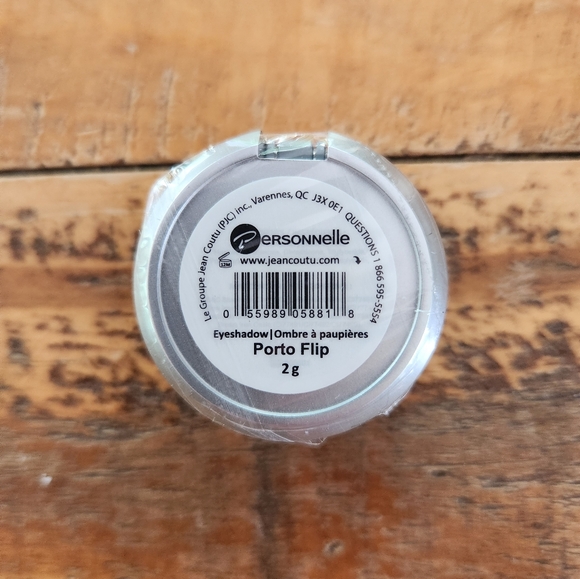 Le Groupe Jean Coutu (PJC) inc., Varennes, QC J3X 0E1 QUESTIONS 1 866 595-5554
Personnelle
12M
www.jeancoutu.com
0 55989 05881 8
Eyeshadow|Ombre à paupières
Porto Flip
2 g